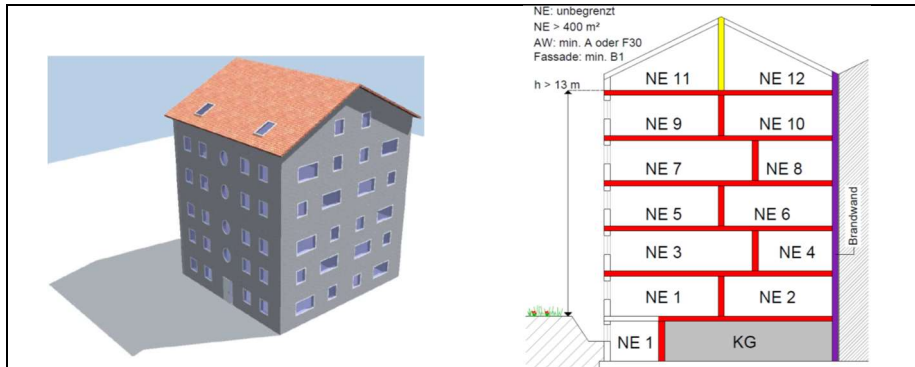 NE: unbegrenzt
NE > 400 m²
AW: min. A oder F30
Fassade: min. B1
h > 13 m
NE 11 NE 12
NE 9 NE 10
NE 7 NE 8
NE 5 NE 6
NE 3 NE 4
Brandwand
NE 1 NE 2
NE 1 KG